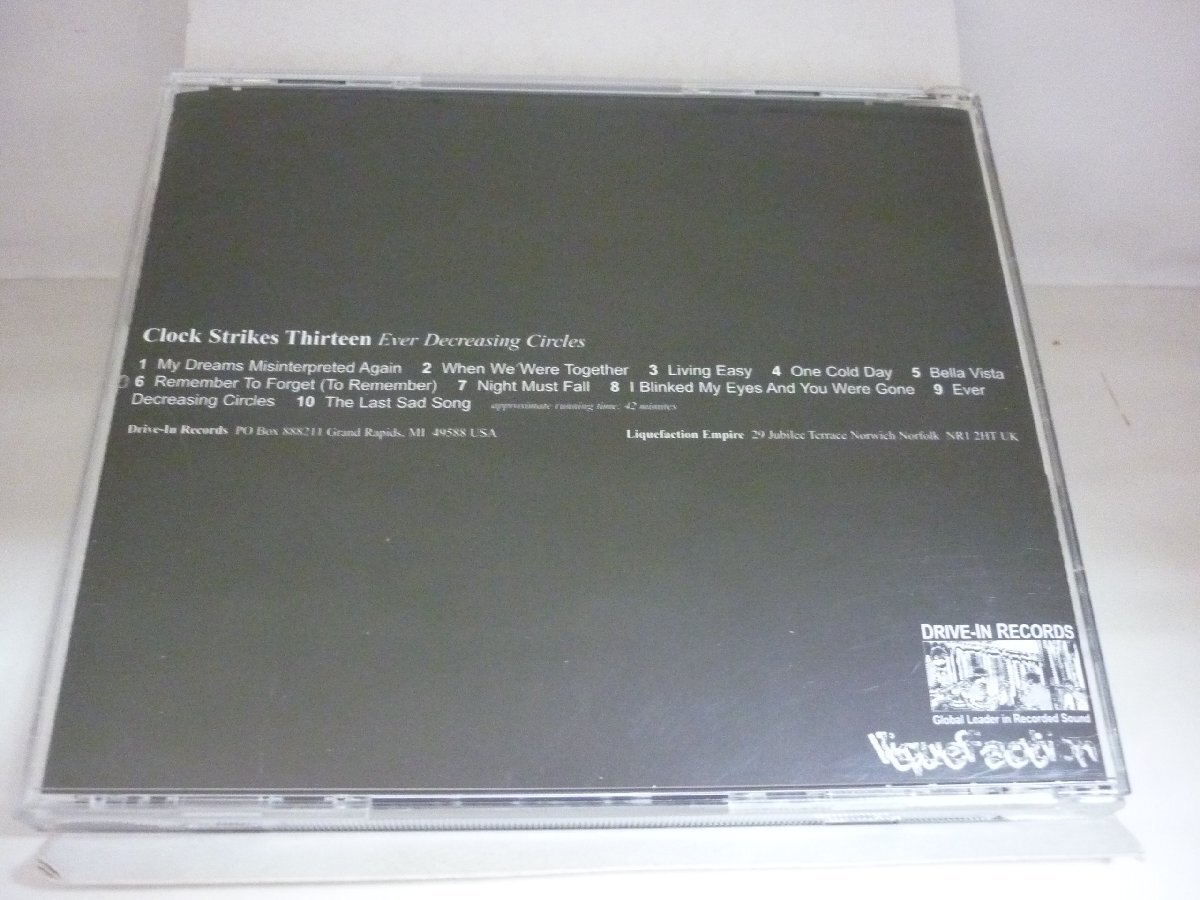 Clock Strikes Thirteen Ever Decreasing Circles
1 My Dreams Misinterpreted Again 2 When We Were Together 3 Living Easy 4 One Cold Day 5 Bella Vista
6 Remember To Forget (To Remember) 7 Night Must Fall 8 I Blinked My Eyes And You Were Gone 9 Ever
Decreasing Circles 10 The Last Sad Song approximate running time: 42 minutes
Drive-In Records PO Box 888211 Grand Rapids, MI 49588 USA
Liquefaction Empire 29 Jubilee Terrace Norwich Norfolk NR1 2HT UK
DRIVE-IN RECORDS
Global Leader in Recorded Sound
liquefaction